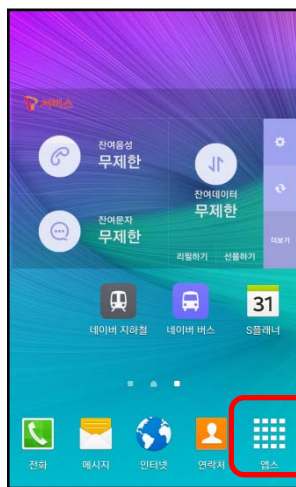 T 서비스
잔여음성
무제한
잔여데이터
무제한
잔여문자
무제한
더보기
리필하기 선물하기
네이버 지하철 네이버 버스 31 S플래너
전화 메시지 인터넷 연락처 앱스